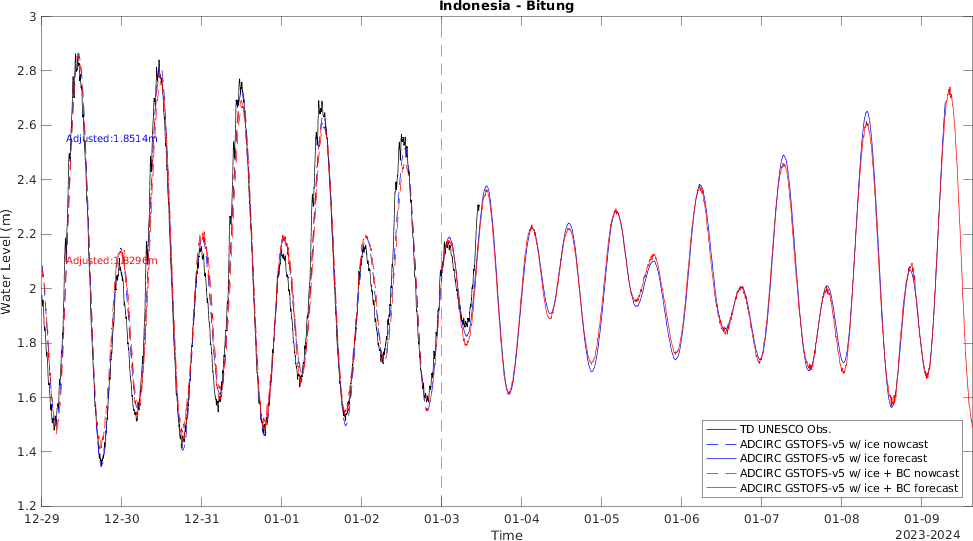 Indonesia - Bitung
3
2.8
2.6
Adjusted:1.8514m
2.4
2.2
Adjusted:1.8296m
2
1.8
1.6
1.4
1.2
Water Level (m)
TD UNESCO Obs.
ADCIRC GSTOFS-v5 w/ ice nowcast
ADCIRC GSTOFS-v5 w/ ice forecast
ADCIRC GSTOFS-v5 w/ ice + BC nowcast
ADCIRC GSTOFS-v5 w/ ice + BC forecast
12-29 12-30 12-31 01-01 01-02 01-03 01-04 01-05 01-06 01-07 01-08 01-09
Time 2023-2024